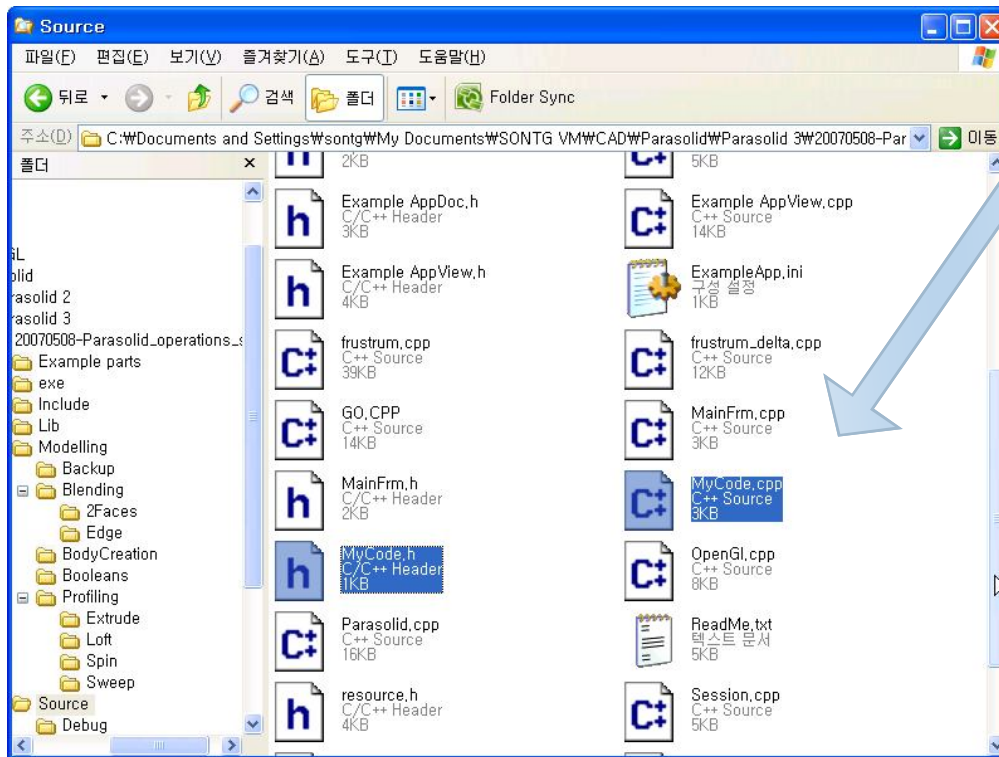 Source
파일(F) 편집(E) 보기(V) 즐겨찾기(A) 도구(T) 도움말(H)
뒤로 검색 폴더 Folder Sync
주소(D) C:₩Documents and Settings₩sontg₩My Documents₩SONTG VM₩CAD₩Parasolid₩Parasolid 3₩20070508-Par 이동
폴더
GL
olid
rasolid 2
rasolid 3
20070508-Parasolid_operations_s
Example parts
exe
Include
Lib
Modelling
Backup
Blending
2Faces
Edge
BodyCreation
Booleans
Profiling
Extrude
Loft
Spin
Sweep
Source
Debug
2KB
5KB
Example AppDoc.h
C/C++ Header
3KB
Example AppView.cpp
C++ Source
14KB
Example AppView.h
C/C++ Header
4KB
ExampleApp.ini
구성 설정
1KB
frustrum.cpp
C++ Source
39KB
frustrum_delta.cpp
C++ Source
12KB
GO.CPP
C++ Source
14KB
MainFrm.cpp
C++ Source
3KB
MainFrm.h
C/C++ Header
2KB
MyCode.cpp
C++ Source
3KB
MyCode.h
C/C++ Header
1KB
OpenGl.cpp
C++ Source
8KB
Parasolid.cpp
C++ Source
16KB
ReadMe.txt
텍스트 문서
5KB
resource.h
C/C++ Header
4KB
Session.cpp
C++ Source
5KB